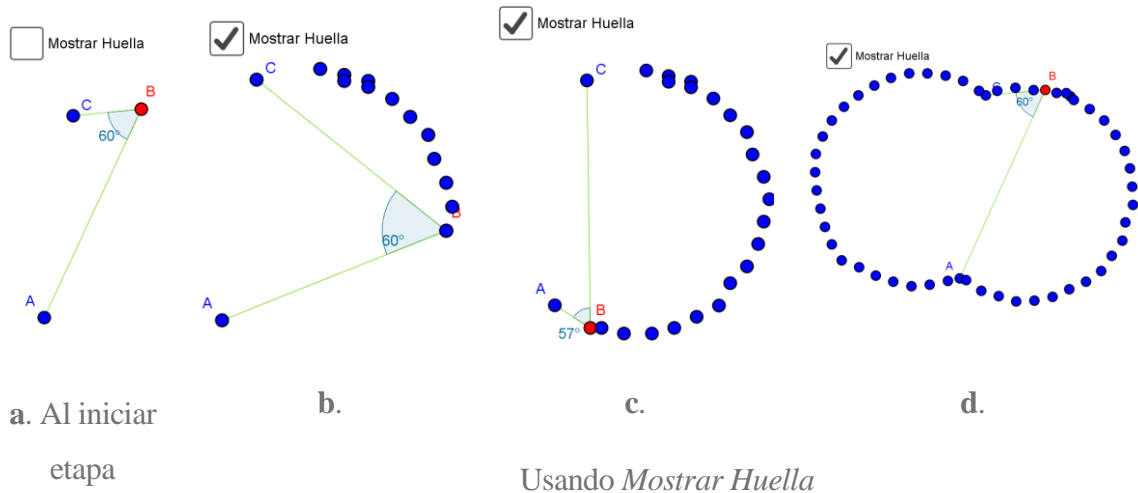 Mostrar Huella
C
B
60°
A
a. Al iniciar
etapa
Mostrar Huella
C
B
60°
A
b.
Mostrar Huella
C
A
B
57°
c.
Mostrar Huella
C
B
60°
A
d.
Usando Mostrar Huella